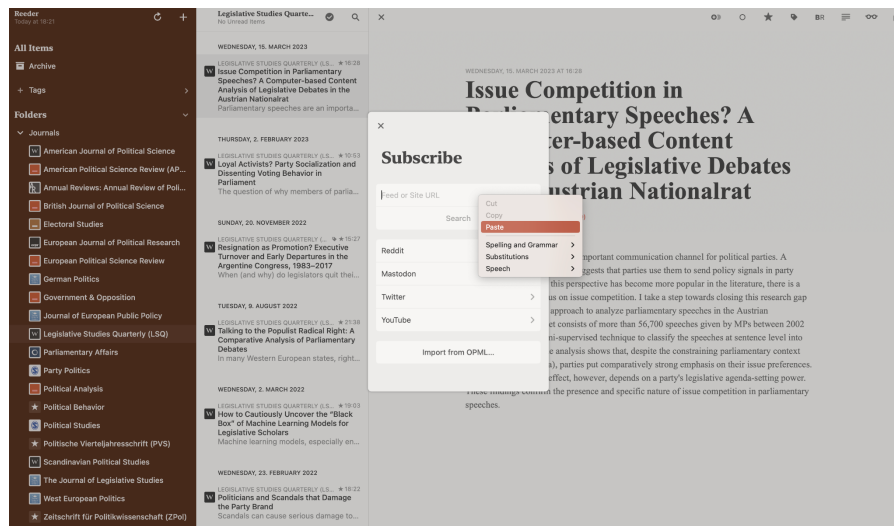 Reeder
Today at 19:21
All Items
Archive
Tags
Folders
Journals
American Journal of Political Science
American Political Science Review (AP...
Annual Reviews: Annual Review of Poli...
British Journal of Political Science
Electoral Studies
European Journal of Political Research
European Political Science Review
German Politics
Government & Opposition
Journal of European Public Policy
Legislative Studies Quarterly (LSQ)
Parliamentary Affairs
Party Politics
Political Analysis
Political Behavior
Political Studies
Politische Vierteljahresschrift (PVS)
Scandinavian Political Studies
The Journal of Legislative Studies
West European Politics
Zeitschrift für Politikwissenschaft (ZPol)
Legislative Studies Quarte...
No Unread Items
WEDNESDAY, 15. MARCH 2023
LEGISLATIVE STUDIES QUARTERLY (LS... ★ 16:28
Issue Competition in Parliamentary
Speeches? A Computer-based Content
Analysis of Legislative Debates in the
Austrian Nationalrat
Parliamentary speeches are an importa...
THURSDAY, 2. FEBRUARY 2023
LEGISLATIVE STUDIES QUARTERLY (LS... ★ 10:53
Loyal Activists? Party Socialization and
Dissenting Voting Behavior in
Parliament
The question of why members of parlia...
SUNDAY, 20. NOVEMBER 2022
LEGISLATIVE STUDIES QUARTERLY (... ★ 15:27
Resignation as Promotion? Executive
Turnover and Early Departures in the
Argentine Congress, 1983–2017
When (and why) do legislators quit thei...
TUESDAY, 9. AUGUST 2022
LEGISLATIVE STUDIES QUARTERLY (LS... ★ 21:38
Talking to the Populist Radical Right: A
Comparative Analysis of Parliamentary
Debates
In many Western European states, right...
WEDNESDAY, 2. MARCH 2022
LEGISLATIVE STUDIES QUARTERLY (LS... ★ 19:03
How to Cautiously Uncover the "Black
Box" of Machine Learning Models for
Legislative Scholars
Machine learning models, especially en...
WEDNESDAY, 23. FEBRUARY 2022
LEGISLATIVE STUDIES QUARTERLY (LS... ★ 18:22
Politicians and Scandals that Damage
the Party Brand
Scandals can cause serious damage to...
BR
WEDNESDAY, 15. MARCH 2023 AT 16:28
Issue Competition in
entary Speeches? A
er-based Content
s of Legislative Debates
ustrian Nationalrat
mportant communication channel for political parties. A
ggests that parties use them to send policy signals in party
this perspective has become more popular in the literature, there is a
us on issue competition. I take a step towards closing this research gap
approach to analyze parliamentary speeches in the Austrian
et consists of more than 56,700 speeches given by MPs between 2002
mi-supervised technique to classify the speeches at sentence level into
e analysis shows that, despite the constraining parliamentary context
a), parties put comparatively strong emphasis on their issue preferences.
effect, however, depends on a party's legislative agenda-setting power.
These findings confirm the presence and specific nature of issue competition in parliamentary
speeches.
Subscribe
Feed or Site URL
Search
Reddit
Mastodon
Twitter
YouTube
Import from OPML...
Cut
Copy
Paste
Spelling and Grammar
Substitutions
Speech